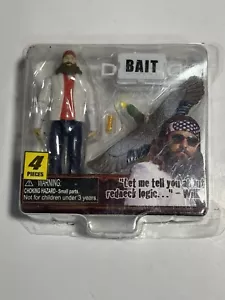 BAIT
4
PIECES
WARNING:
CHOKING HAZARD- Small parts.
Not for children under 3 years.
"Let me tell you about
redneck logic..." - Willie